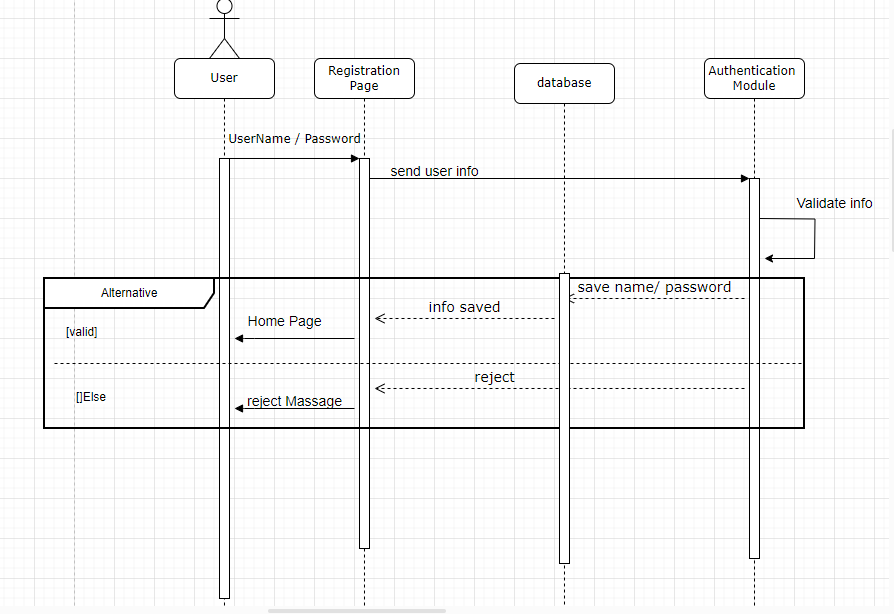 User
Registration
Page
database
Authentication
Module
UserName / Password
send user info
Validate info
Alternative
save name/ password
info saved
Home Page
[valid]
reject
[]Else
reject Massage